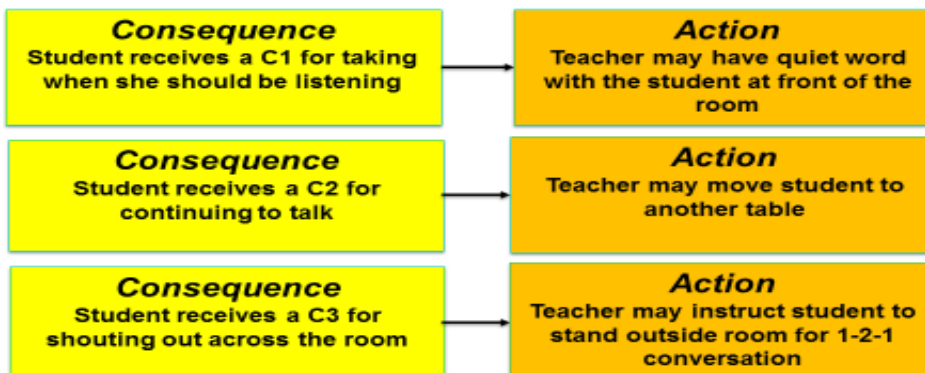 Consequence
Student receives a C1 for taking
when she should be listening
Action
Teacher may have quiet word
with the student at front of the
room
Consequence
Student receives a C2 for
continuing to talk
Action
Teacher may move student to
another table
Consequence
Student receives a C3 for
shouting out across the room
Action
Teacher may instruct student to
stand outside room for 1-2-1
conversation